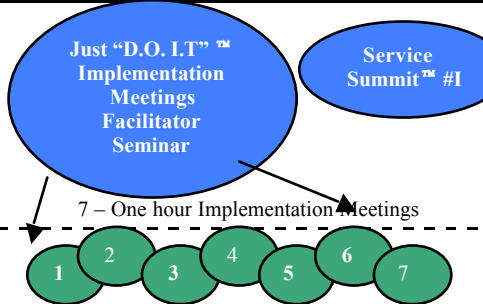 Just “D.O. I.T” ™
Implementation
Meetings
Facilitator
Seminar
Service
Summit™ #I
7 – One hour Implementation Meetings
1 2 3 4 5 6 7